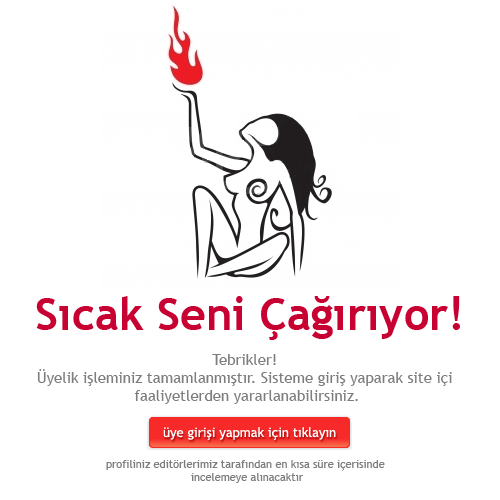 Sıcak Seni Çağırıyor!
Tebrikler!
Üyelik işleminiz tamamlanmıştır. Sisteme giriş yaparak site içi
faaliyetlerden yararlanabilirsiniz.
üye girişi yapmak için tıklayın
profiliniz editörlerimiz tarafından en kısa süre içerisinde
incelemeye alınacaktır